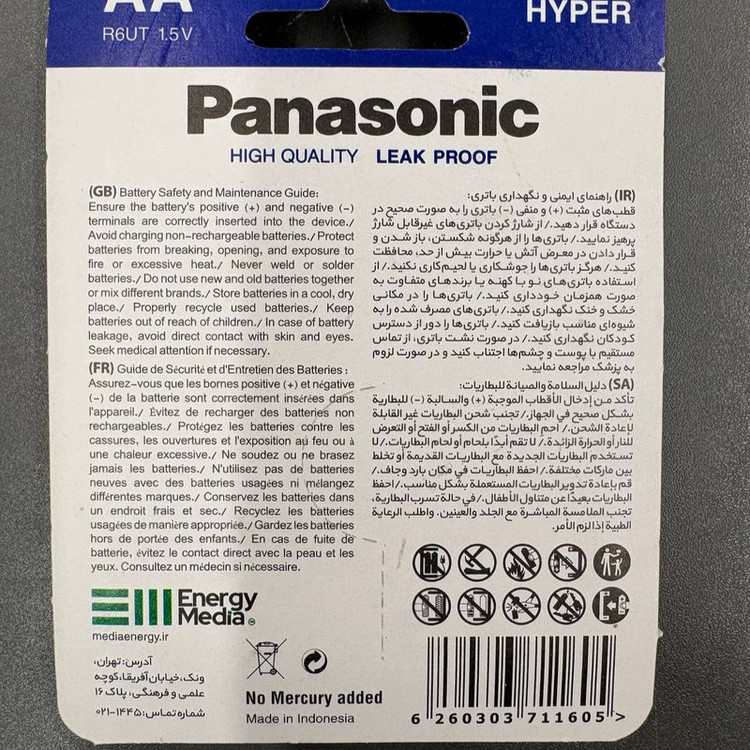 AA
R6UT 1.5V
HYPER
Panasonic
HIGH QUALITY LEAK PROOF
(GB) Battery Safety and Maintenance Guide:
Ensure the battery's positive (+) and negative (-)
terminals are correctly inserted into the device./
Avoid charging non-rechargeable batteries./ Protect
batteries from breaking, opening, and exposure to
fire or excessive heat./ Never weld or solder
batteries./ Do not use new and old batteries together
or mix different brands./ Store batteries in a cool, dry
place./ Properly recycle used batteries./ Keep
batteries out of reach of children./ In case of battery
leakage, avoid direct contact with skin and eyes.
Seek medical attention if necessary.
(FR) Guide de Sécurité et d'Entretien des Batteries :
Assurez-vous que les bornes positive (+) et négative
(-) de la batterie sont correctement insérées dans
l'appareil./ Évitez de recharger des batteries non
rechargeables./ Protégez les batteries contre les
cassures, les ouvertures et l'exposition au feu ou à
une chaleur excessive./ Ne soudez ou ne brasez
jamais les batteries./ N'utilisez pas de batteries
neuves avec des batteries usagées ni mélangez
différentes marques./ Conservez les batteries dans
un endroit frais et sec./ Recyclez les batteries
usagées de manière appropriée./ Gardez les batteries
hors de portée des enfants./ En cas de fuite de
batterie, évitez le contact direct avec la peau et les
yeux. Consultez un médecin si nécessaire.
(IR) راهنمای ایمنی و نگهداری باتری:
قطب‌های مثبت (+) و منفی (-) باتری را به صورت صحیح در
دستگاه قرار دهید./ از شارژ کردن باتری‌های غیرقابل شارژ
پرهیز نمایید./ باتری‌ها را از هرگونه شکستن، باز شدن و
قرار دادن در معرض آتش یا حرارت بیش از حد، محافظت
کنید./ هرگز باتری‌ها را جوشکاری یا لحیم‌کاری نکنید./ از
استفاده باتری‌های نو با کهنه یا برندهای متفاوت به
صورت همزمان خودداری کنید./ باتری‌ها را در مکانی
خشک و خنک نگهداری کنید./ باتری‌های مصرف شده را به
شیوه‌ای مناسب بازیافت کنید./ باتری‌ها را دور از دسترس
کودکان نگهداری کنید./ در صورت نشت باتری، از تماس
مستقیم با پوست و چشم‌ها اجتناب کنید و در صورت لزوم
به پزشک مراجعه نمایید.
(SA) دليل السلامة والصيانة للبطاريات:
تأكد من إدخال الأقطاب الموجبة (+) والسالبة (-) للبطارية
بشكل صحيح في الجهاز./ تجنب شحن البطاريات غير القابلة
لإعادة الشحن./ احم البطاريات من الكسر أو الفتح أو التعرض
للنار أو الحرارة الزائدة./ لا تقم أبدًا بلحام أو لحام البطاريات./ لا
تستخدم البطاريات الجديدة مع البطاريات القديمة أو تخلط
بين ماركات مختلفة./ احفظ البطاريات في مكان بارد وجاف./
قم بإعادة تدوير البطاريات المستعملة بشكل مناسب./ احفظ
البطاريات بعيدًا عن متناول الأطفال./ في حالة تسرب البطارية،
تجنب الملامسة المباشرة مع الجلد والعينين. واطلب الرعاية
الطبية إذا لزم الأمر.
Energy
Media
mediaenergy.ir
آدرس: تهران،
ونک، خیابان آفریقا، کوچه
علمی و فرهنگی، پلاک ۱۶
شماره تماس: ۱۴۴۵-۰۲۱
No Mercury added
Made in Indonesia
6 260303 711605 >